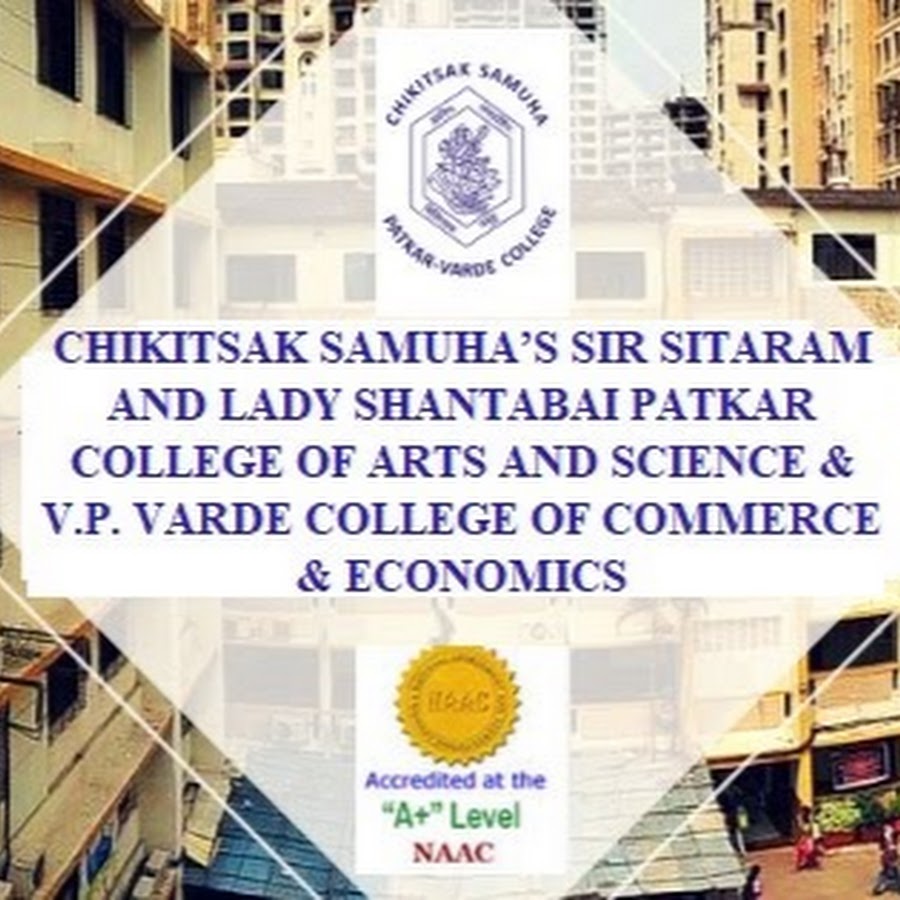 CHIKITSAK SAMUHA
PATKAR-VARDE COLLEGE
CHIKITSAK SAMUHA'S SIR SITARAM
AND LADY SHANTABAI PATKAR
COLLEGE OF ARTS AND SCIENCE &
V.P. VARDE COLLEGE OF COMMERCE
& ECONOMICS
NAAC
Accredited at the
“A+” Level
NAAC